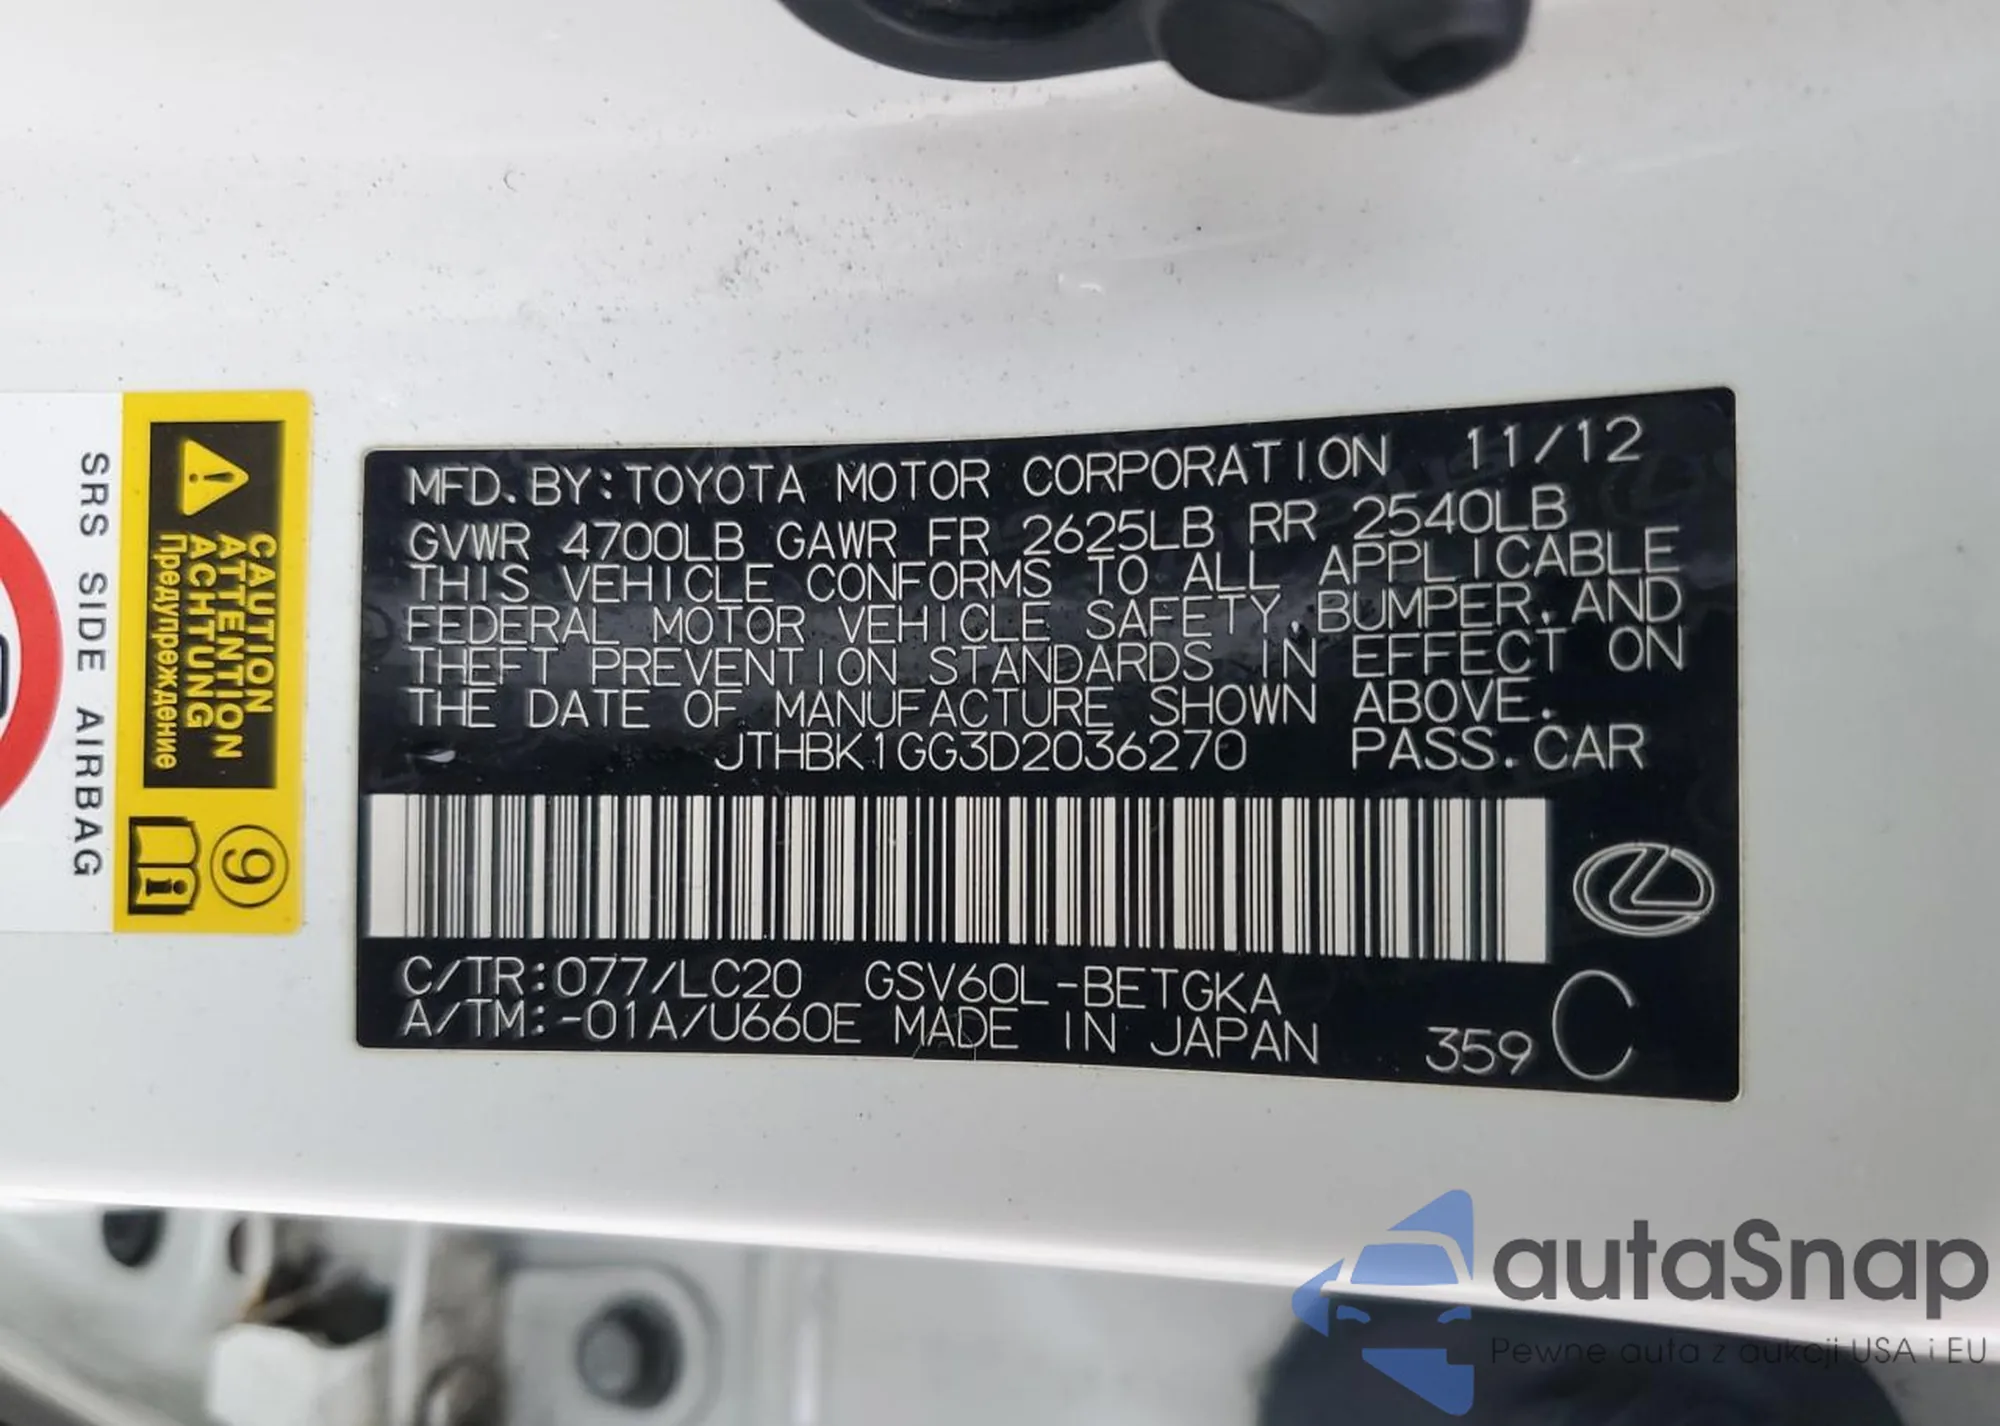 MFD. BY: TOYOTA MOTOR CORPORATION 11/12
GVWR 4700LB GAWR FR 2625LB RR 2540LB
THIS VEHICLE CONFORMS TO ALL APPLICABLE
FEDERAL MOTOR VEHICLE SAFETY, BUMPER, AND
THEFT PREVENTION STANDARDS IN EFFECT ON
THE DATE OF MANUFACTURE SHOWN ABOVE.
JTHBK1GG3D2036270 PASS. CAR
C/TR: 077/LC20 GSV60L-BETGKA
A/TM: -01A/U660E MADE IN JAPAN 359 C
CAUTION
ATTENTION
ACHTUNG
Предупреждение
9
SRS SIDE AIRBAG
autaSnap
Pewne auta z aukcji USA i EU